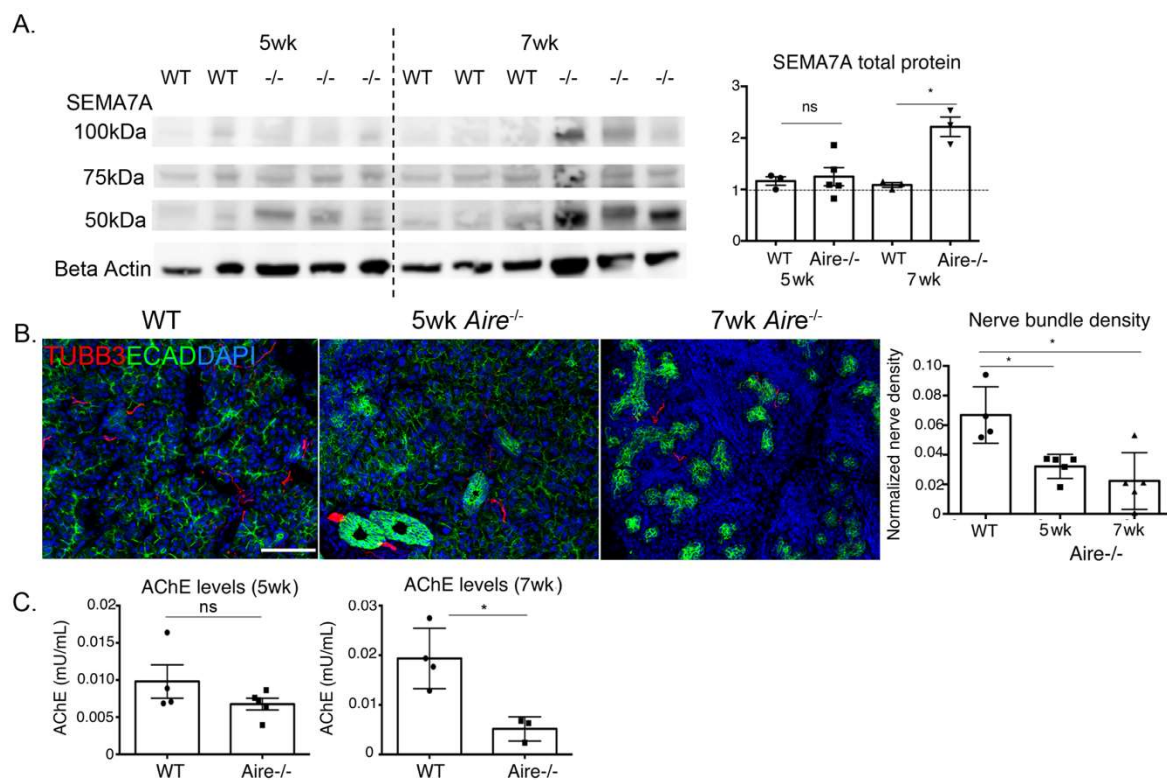 A.
5wk 7wk
WT WT -/- -/- -/- WT WT WT -/- -/- -/-
SEMA7A
100kDa
75kDa
50kDa
Beta Actin
SEMA7A total protein
ns *
3
2
1
0
WT Aire-/- WT Aire-/-
5wk 7wk
B.
WT 5wk Aire-/- 7wk Aire-/-
TUBB3ECADDAPI
Nerve bundle density
*
*
Normalized nerve density
0.10
0.08
0.06
0.04
0.02
0
WT 5wk 7wk
Aire-/-
C.
AChE levels (5wk)
ns
AChE (mU/mL)
0.02
0.015
0.010
0.005
0
WT Aire-/-
AChE levels (7wk)
*
AChE (mU/mL)
0.03
0.02
0.01
0
WT Aire-/-